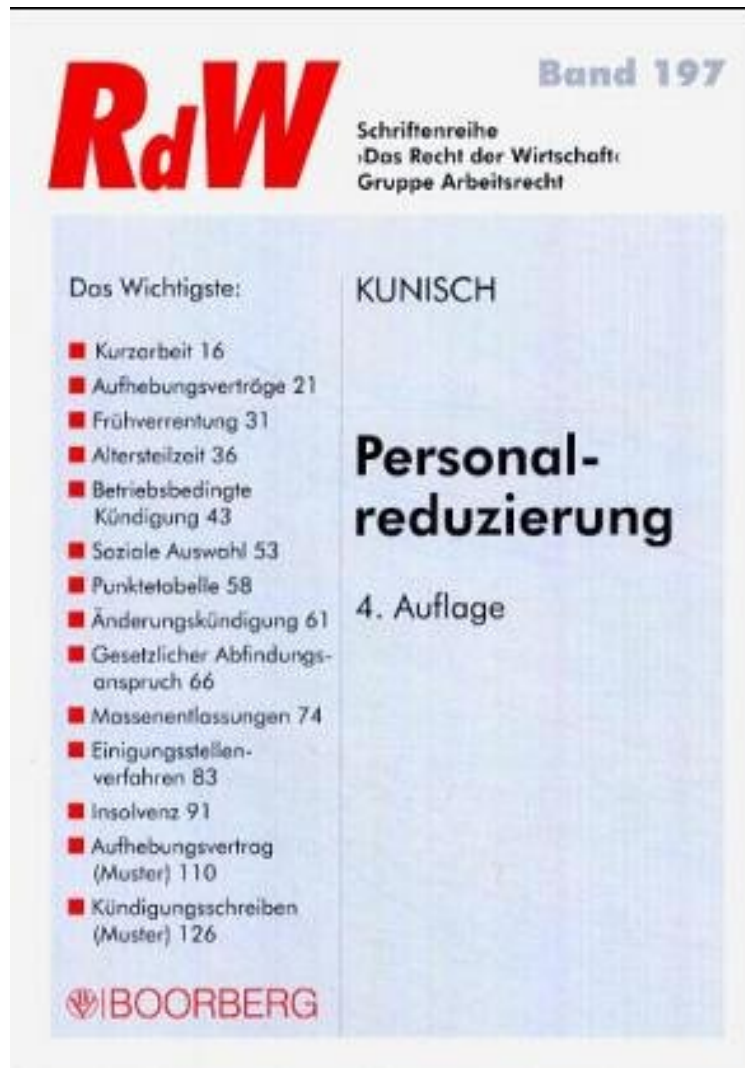 RdW
Band 197
Schriftenreihe
›Das Recht der Wirtschaft‹
Gruppe Arbeitsrecht
Das Wichtigste:
Kurzarbeit 16
Aufhebungsverträge 21
Frühverrentung 31
Altersteilzeit 36
Betriebsbedingte
Kündigung 43
Soziale Auswahl 53
Punktetabelle 58
Änderungskündigung 61
Gesetzlicher Abfindungs-
anspruch 66
Massenentlassungen 74
Einigungsstellen-
verfahren 83
Insolvenz 91
Aufhebungsvertrag
(Muster) 110
Kündigungsschreiben
(Muster) 126
BOORBERG
KUNISCH
Personal-
reduzierung
4. Auflage